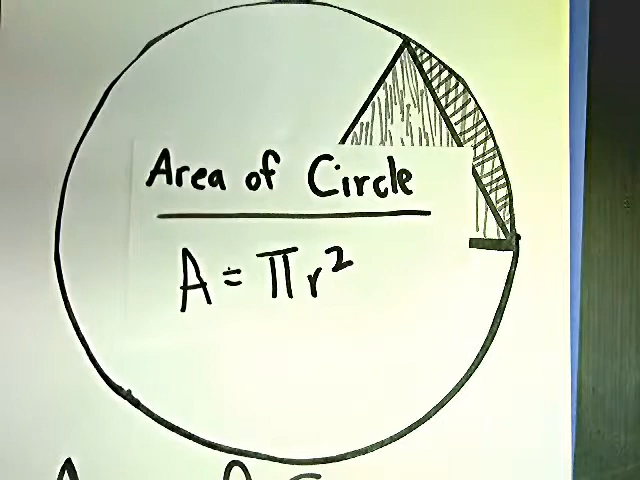 Area of Circle
A = πr²